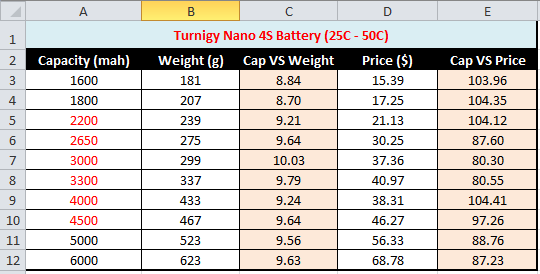 A B C D E
1 Turnigy Nano 4S Battery (25C - 50C)
2 Capacity (mah) Weight (g) Cap VS Weight Price ($) Cap VS Price
3 1600 181 8.84 15.39 103.96
4 1800 207 8.70 17.25 104.35
5 2200 239 9.21 21.13 104.12
6 2650 275 9.64 30.25 87.60
7 3000 299 10.03 37.36 80.30
8 3300 337 9.79 40.97 80.55
9 4000 433 9.24 38.31 104.41
10 4500 467 9.64 46.27 97.26
11 5000 523 9.56 56.33 88.76
12 6000 623 9.63 68.78 87.23